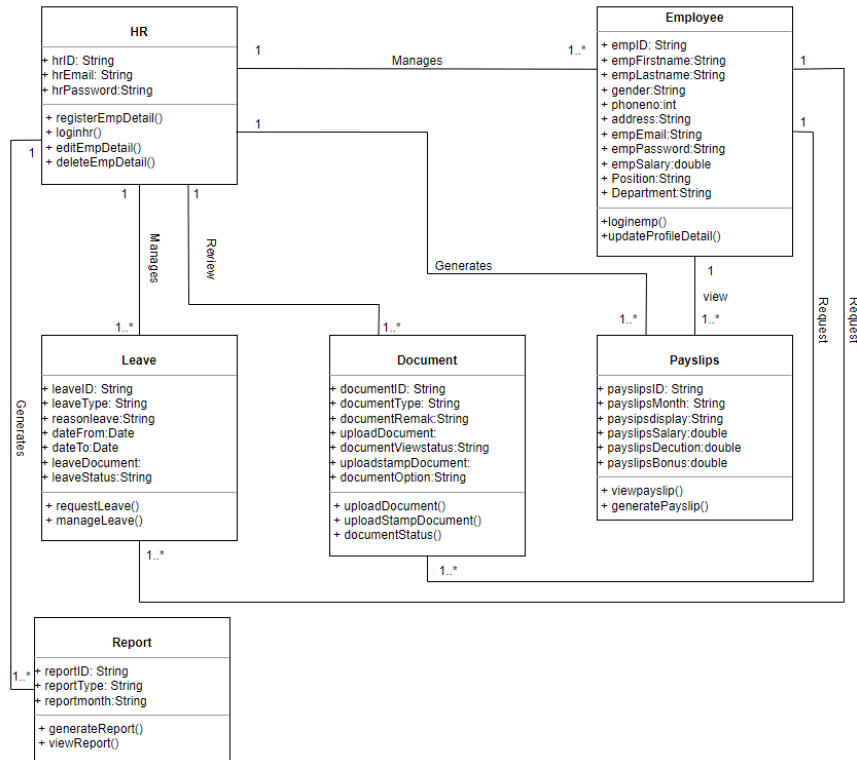 HR
+ hrID: String
+ hrEmail: String
+ hrPassword:String
+ registerEmpDetail()
+ loginhr()
+ editEmpDetail()
+ deleteEmpDetail()
Employee
+ empID: String
+ empFirstname:String
+ empLastname:String
+ gender:String
+ phoneno:int
+ address:String
+ empEmail:String
+ empPassword:String
+ empSalary:double
+ Position:String
+ Department:String
+loginemp()
+updateProfileDetail()
1
Manages
1..*
1
1
1
1
1
1
Manages
Review
Generates
1
view
Request
Request
1..*
1..*
1..*
1..*
Leave
+ leaveID: String
+ leaveType: String
+ reasonleave:String
+ dateFrom:Date
+ dateTo:Date
+ leaveDocument:
+ leaveStatus:String
+ requestLeave()
+ manageLeave()
Document
+ documentID: String
+ documentType: String
+ documentRemak: String
+ uploadDocument:
+ documentViewstatus:String
+ uploadstampDocument:
+ documentOption:String
+ uploadDocument()
+ uploadStampDocument()
+ documentStatus()
Payslips
+ payslipsID: String
+ payslipsMonth: String
+ paysipsdisplay:String
+ payslipsSalary:double
+ payslipsDecution:double
+ payslipsBonus:double
+ viewpayslip()
+ generatePayslip()
Generates
1..*
1..*
1..*
Report
+ reportID: String
+ reportType: String
+ reportmonth:String
+ generateReport()
+ viewReport()